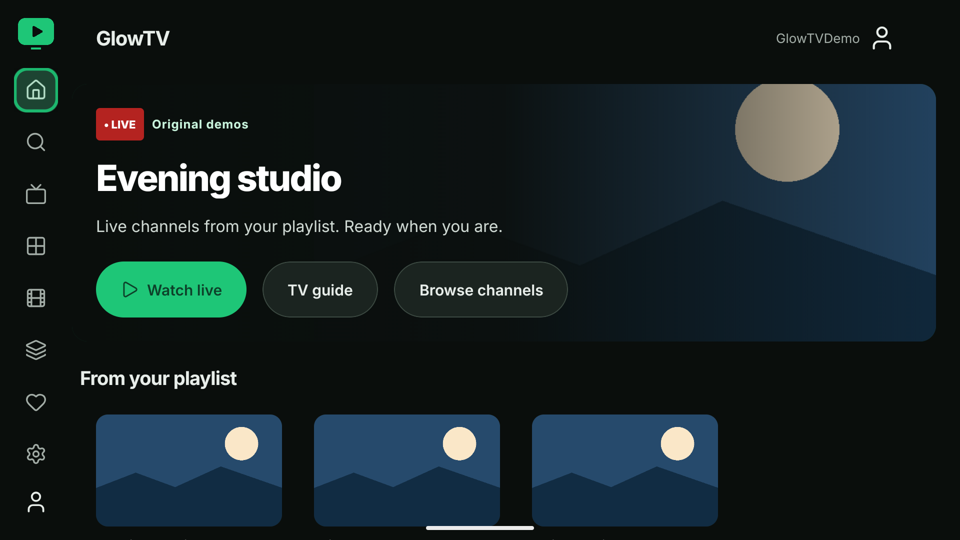 GlowTV
GlowTVDemo
• LIVE
Original demos
Evening studio
Live channels from your playlist. Ready when you are.
Watch live
TV guide
Browse channels
From your playlist